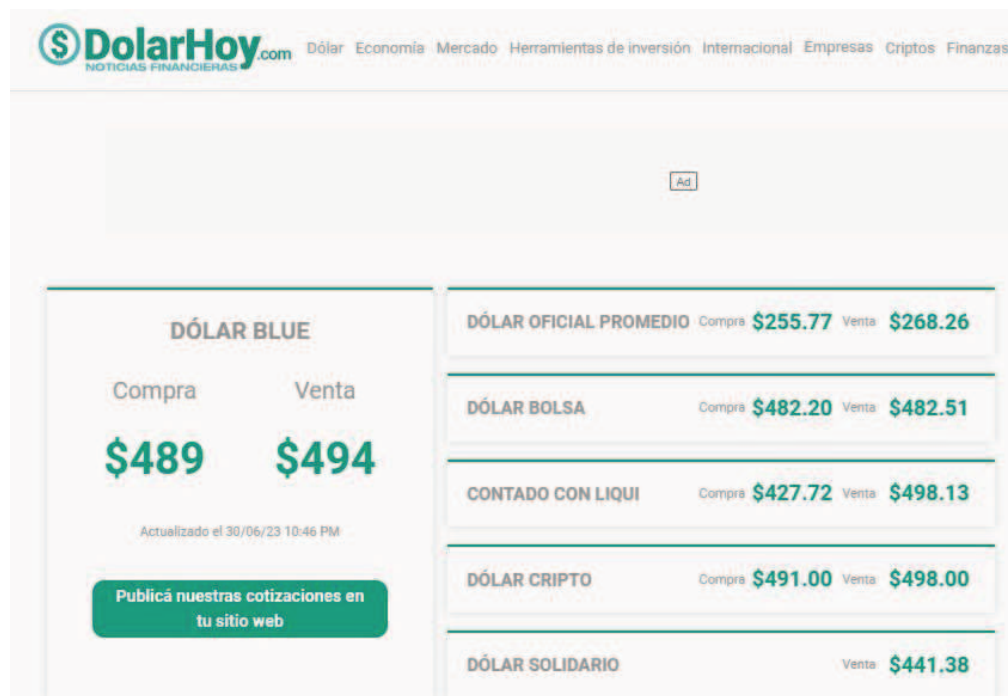 DolarHoy.com
NOTICIAS FINANCIERAS
Dólar Economía Mercado Herramientas de inversión Internacional Empresas Criptos Finanzas
Ad
DÓLAR BLUE
Compra Venta
$489 $494
Actualizado el 30/06/23 10:46 PM
Publicá nuestras cotizaciones en
tu sitio web
DÓLAR OFICIAL PROMEDIO Compra $255.77 Venta $268.26
DÓLAR BOLSA Compra $482.20 Venta $482.51
CONTADO CON LIQUI Compra $427.72 Venta $498.13
DÓLAR CRIPTO Compra $491.00 Venta $498.00
DÓLAR SOLIDARIO Venta $441.38